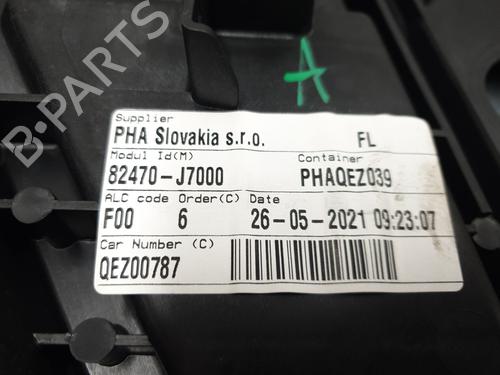 B-PARTS
A
Supplier
PHA Slovakia s.r.o. FL
Modul Id(M) Container
82470-J7000 PHAQEZ039
ALC code Order(C) Date
F00 6 26-05-2021 09:23:07
Car Number (C)
QEZ00787